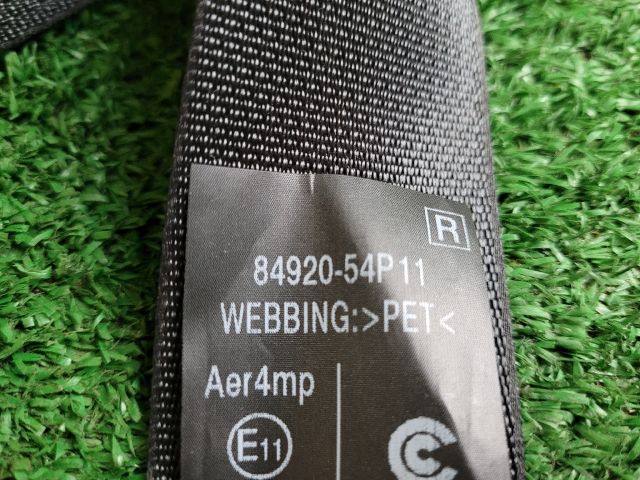 R
84920-54P11
WEBBING:>PET<
Aer4mp
E11